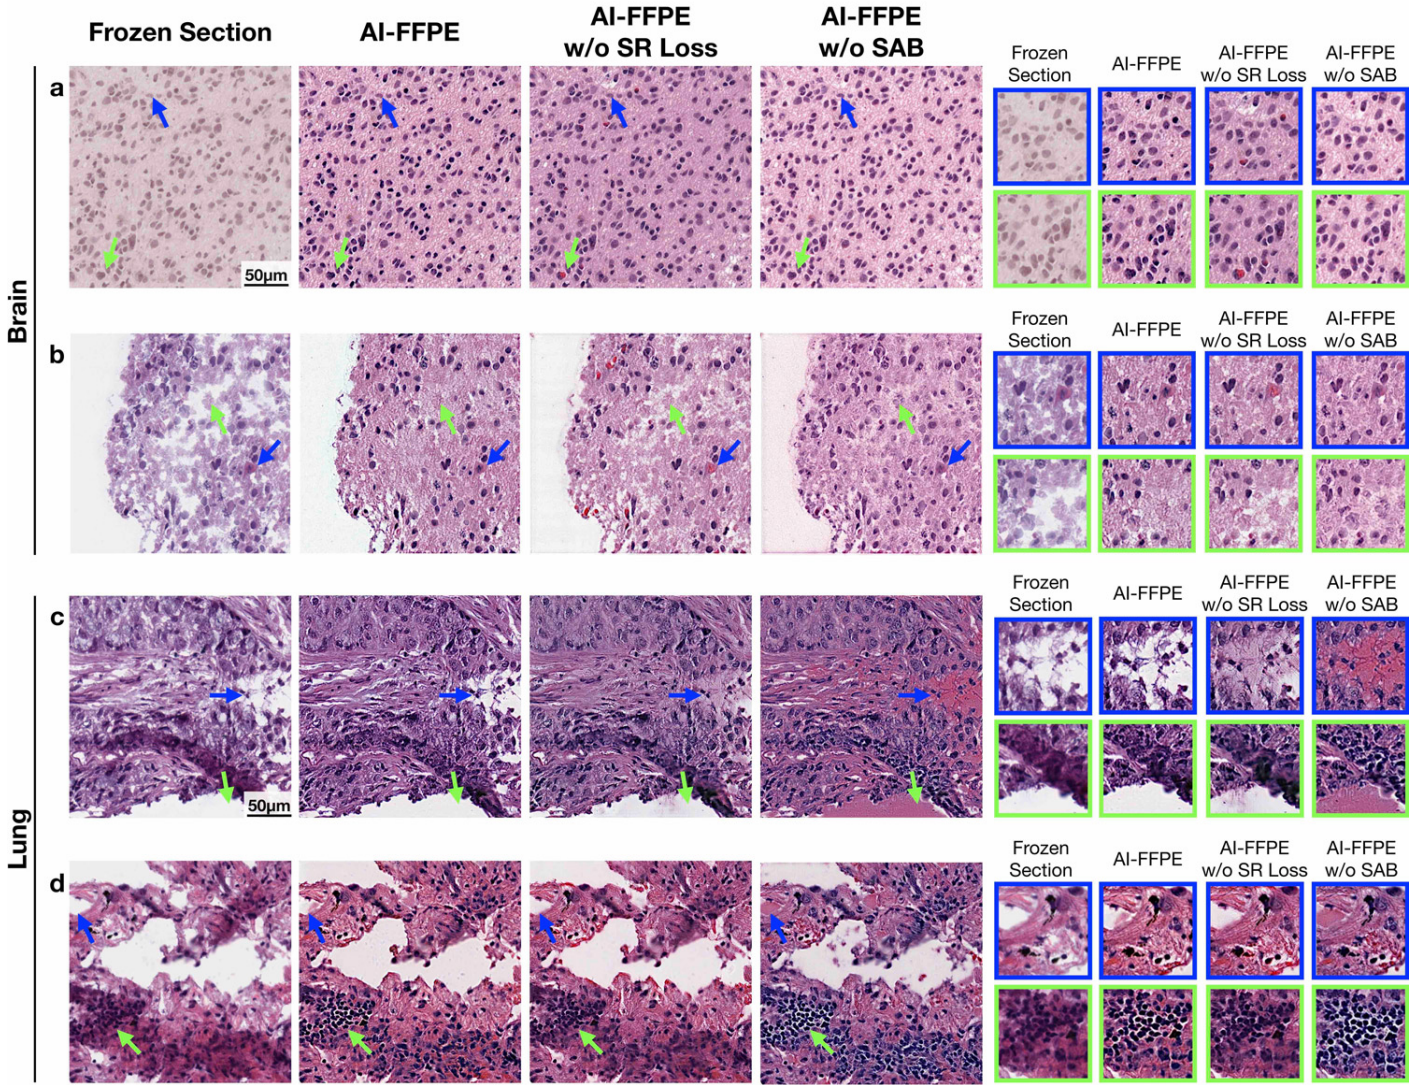 Frozen Section
AI-FFPE
AI-FFPE
w/o SR Loss
AI-FFPE
w/o SAB
Frozen
Section
AI-FFPE
AI-FFPE
w/o SR Loss
AI-FFPE
w/o SAB
Brain
a
50µm
b
Frozen
Section
AI-FFPE
AI-FFPE
w/o SR Loss
AI-FFPE
w/o SAB
Lung
c
50µm
Frozen
Section
AI-FFPE
AI-FFPE
w/o SR Loss
AI-FFPE
w/o SAB
d
Frozen
Section
AI-FFPE
AI-FFPE
w/o SR Loss
AI-FFPE
w/o SAB